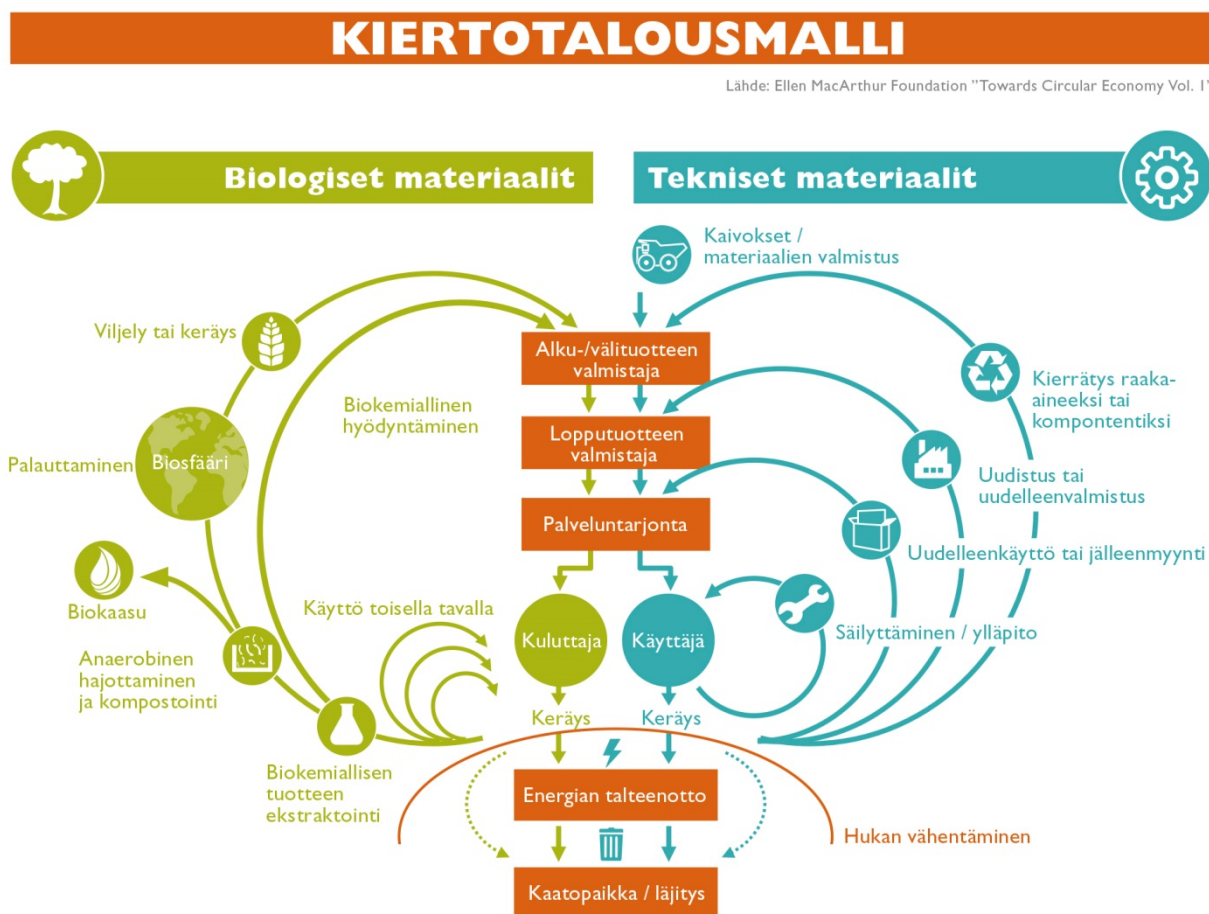 KIERTOTALOUSMALLI
Lähde: Ellen MacArthur Foundation "Towards Circular Economy Vol. 1"
Biologiset materiaalit
Tekniset materiaalit
Kaivokset /
materiaalien valmistus
Viljely tai keräys
Alku-/välituotteen
valmistaja
Kierrätys raaka-
aineeksi tai
kompontentiksi
Biokemiallinen
hyödyntäminen
Lopputuotteen
valmistaja
Palauttaminen
Biosfääri
Uudistus tai
uudelleenvalmistus
Palveluntarjonta
Uudelleenkäyttö tai jälleenmyynti
Biokaasu
Käyttö toisella tavalla
Kuluttaja
Käyttäjä
Säilyttäminen / ylläpito
Anaerobinen
hajottaminen
ja kompostointi
Keräys
Keräys
Biokemiallisen
tuotteen
ekstraktointi
Energian talteenotto
Hukan vähentäminen
Kaatopaikka / läjitys